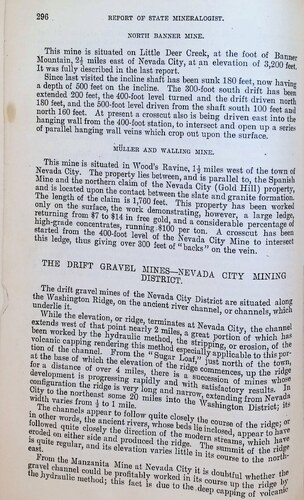 296 REPORT OF STATE MINERALOGIST.
NORTH BANNER MINE.
This mine is situated on Little Deer Creek, at the foot of Banner
Mountain, 2½ miles east of Nevada City, at an elevation of 3,200 feet.
It was fully described in the last report.
Since last visited the incline shaft has been sunk 180 feet, now having
a depth of 500 feet on the incline. The 300-foot south drift has been
extended 200 feet, the 400-foot level turned and the drift driven north
180 feet, and the 500-foot level driven from the shaft south 100 feet and
north 160 feet. At present a crosscut also is being driven east into the
hanging wall from the 400-foot station, to intersect and open up a series
of parallel hanging wall veins which crop out upon the surface.
MÜLLER AND WALLING MINE.
This mine is situated in Wood's Ravine, 1½ miles west of the town of
Nevada City. The property lies between, and is parallel to, the Spanish
Mine and the northern claim of the Nevada City (Gold Hill) property,
and is located upon the contact between the slate and granite formation.
The length of the claim is 1,760 feet. This property has been worked
only on the surface, the work demonstrating, however, a large ledge,
returning from $7 to $14 in free gold, and a considerable percentage of
high-grade concentrates, running $100 per ton. A crosscut has been
started from the 400-foot level of the Nevada City Mine to intersect
this ledge, thus giving over 300 feet of "backs" on the vein.
THE DRIFT GRAVEL MINES—NEVADA CITY MINING
DISTRICT.
The drift gravel mines of the Nevada City District are situated along
the Washington Ridge, on the ancient river channel, or channels, which
underlie it.
While the elevation, or ridge, terminates at Nevada City, the channel
extends west of that point nearly 2 miles, a great portion of which has
been worked by the hydraulic method, the stripping, or erosion, of the
volcanic capping rendering this method especially applicable to this por-
tion of the channel. From the "Sugar Loaf," just north of the town,
at the base of which the elevation of the ridge commences, up the ridge
for a distance of over 4 miles, there is a succession of mines whose
development is progressing rapidly and with satisfactory results. In
configuration the ridge is very long and narrow, extending from Nevada
City to the northeast some 20 miles into the Washington District; its
width varies from ½ to 1 mile.
The channels appear to follow quite closely the course of the ridge; or
in other words, the ancient rivers, whose beds lie inclosed, appear to have
followed quite closely the direction of the modern streams, which have
eroded on either side and produced the ridge. The summit of the ridge
is quite regular, and its elevation varies little in its course to the north-
east.
From the Manzanita Mine at Nevada City it is doubtful whether the
gravel channel could be profitably worked in its course up the ridge by
the hydraulic method; this fact is due to the deep capping of volcanic